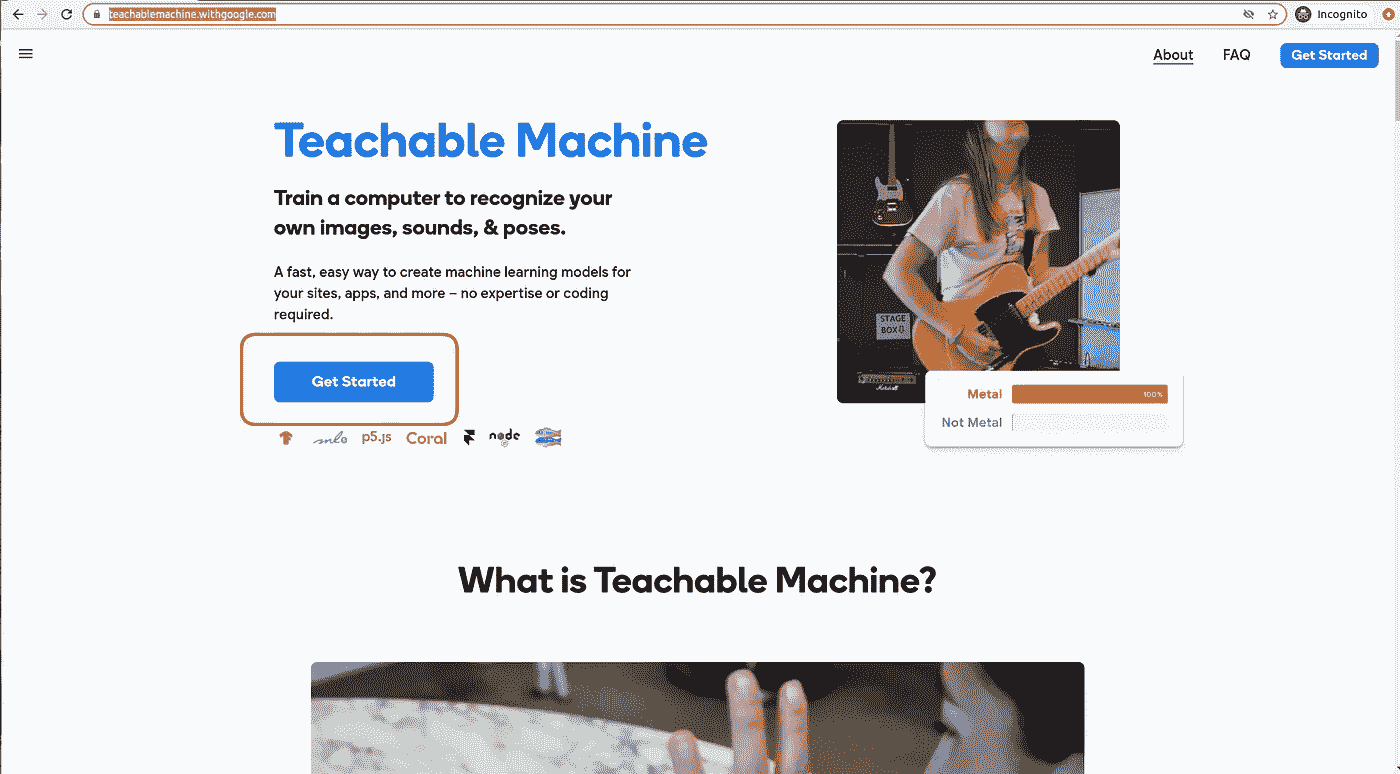 teachablemachine.withgoogle.com
Incognito
About
FAQ
Get Started
Teachable Machine
Train a computer to recognize your
own images, sounds, & poses.
A fast, easy way to create machine learning models for
your sites, apps, and more – no expertise or coding
required.
STAGE
BOX
Marshall
Get Started
Metal
100%
Not Metal
p5.js
Coral
node
What is Teachable Machine?